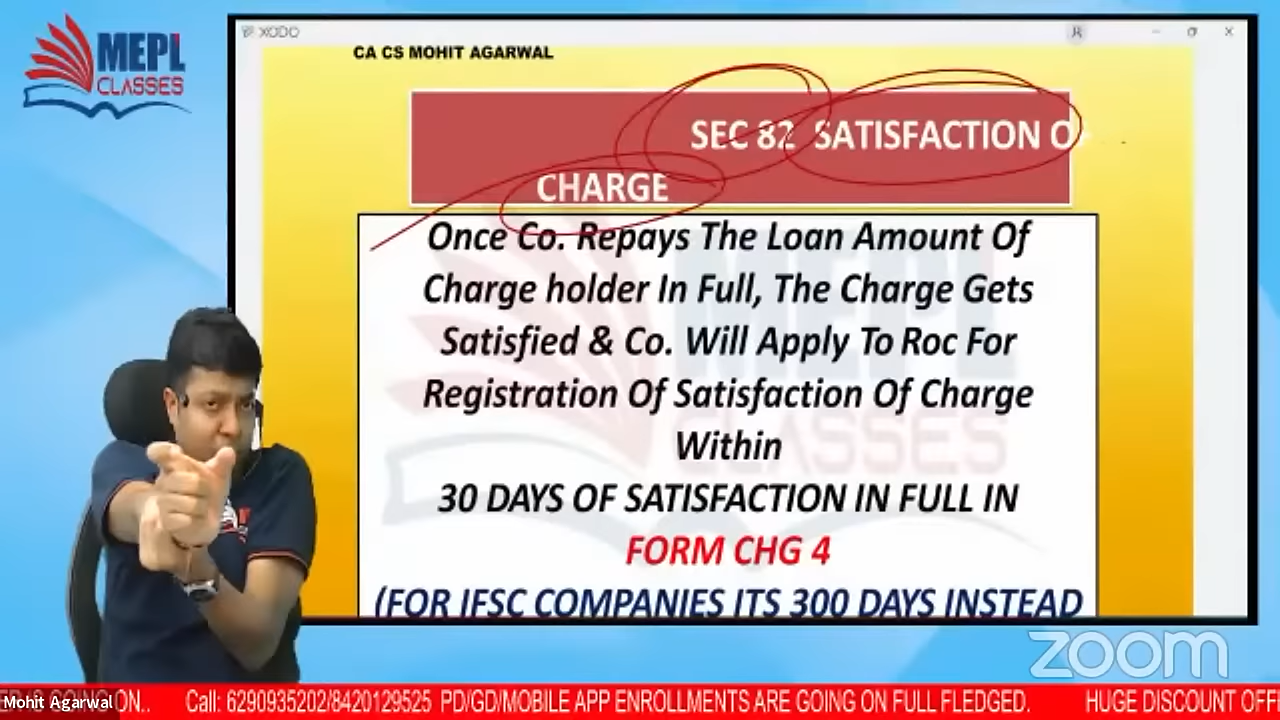 MEPL
CLASSES
XODO
CA CS MOHIT AGARWAL
SEC 82 SATISFACTION O
CHARGE
Once Co. Repays The Loan Amount Of
Charge holder In Full, The Charge Gets
Satisfied & Co. Will Apply To Roc For
Registration Of Satisfaction Of Charge
Within
30 DAYS OF SATISFACTION IN FULL IN
FORM CHG 4
(FOR IFSC COMPANIES ITS 300 DAYS INSTEAD
MEPL
CLASSES
zoom
Mohit Agarwal
GOING ON.. Call: 6290935202/8420129525 PD/GD/MOBILE APP ENROLLMENTS ARE GOING ON FULL FLEDGED. HUGE DISCOUNT